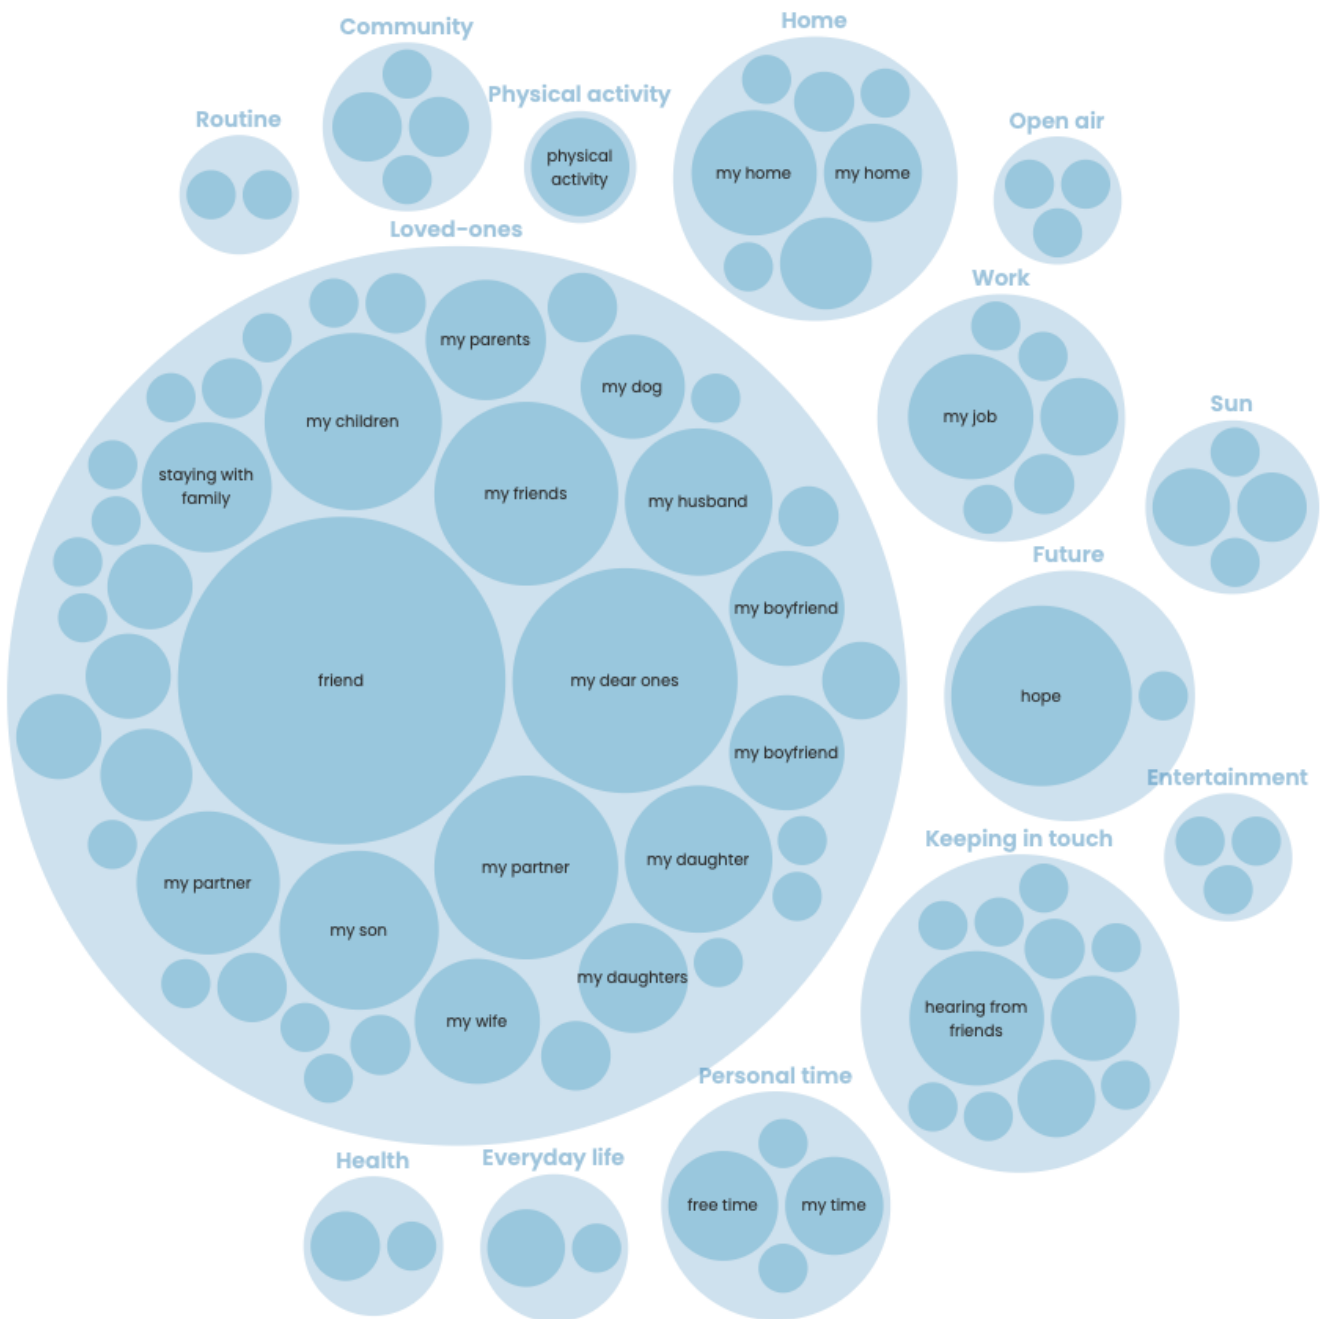 Home
Community
Physical activity
Routine
Open air
physical
activity
my home
my home
Loved-ones
Work
my parents
my dog
my children
my job
Sun
staying with
family
my friends
my husband
Future
my boyfriend
friend
my dear ones
hope
my boyfriend
Entertainment
Keeping in touch
my partner
my partner
my daughter
my son
my daughters
my wife
hearing from
friends
Personal time
Health
Everyday life
free time
my time